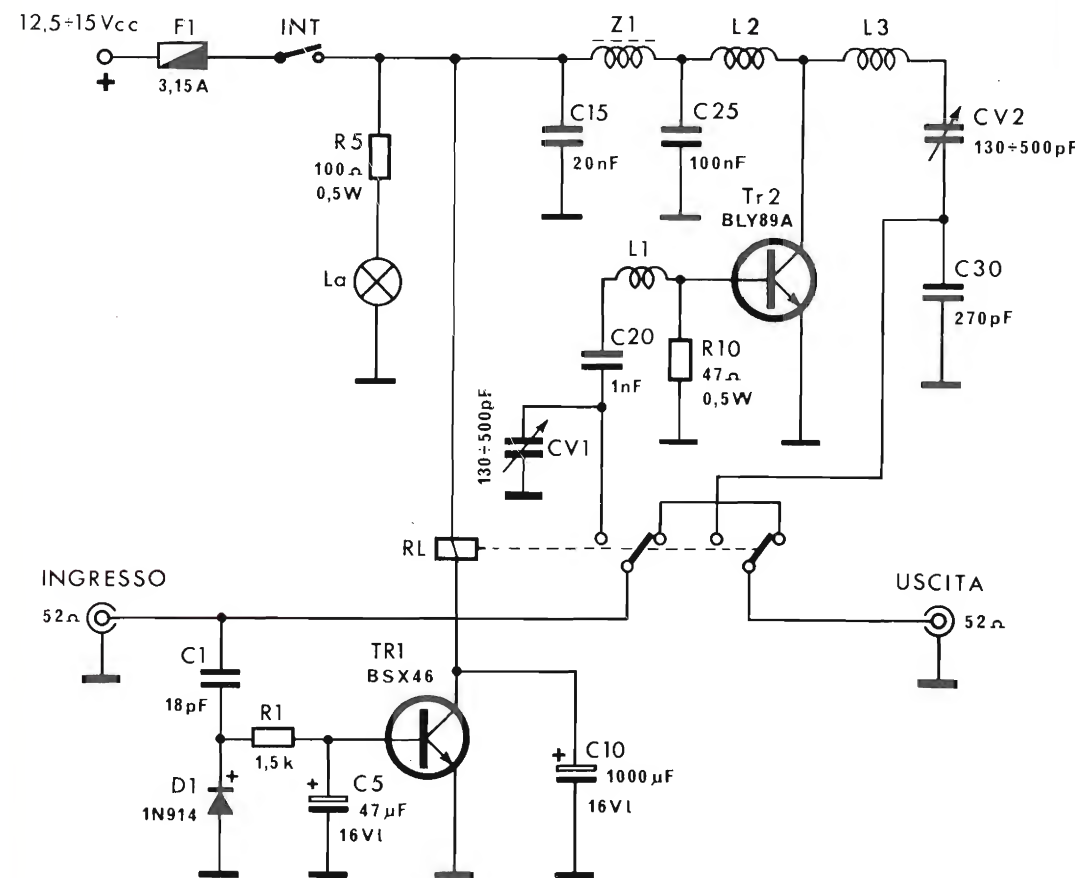 12,5÷15Vcc
+
F1
3,15A
INT
Z1
L2
L3
C15
20nF
C25
100nF
CV2
130÷500pF
R5
100Ω
0,5W
La
Tr2
BLY89A
L1
C20
1nF
R10
47Ω
0,5W
C30
270pF
130÷500pF
CV1
RL
INGRESSO
52Ω
USCITA
52Ω
C1
18pF
TR1
BSX46
R1
1,5k
D1
+
1N914
+
C5
47µF
16Vl
+
C10
1000µF
16Vl